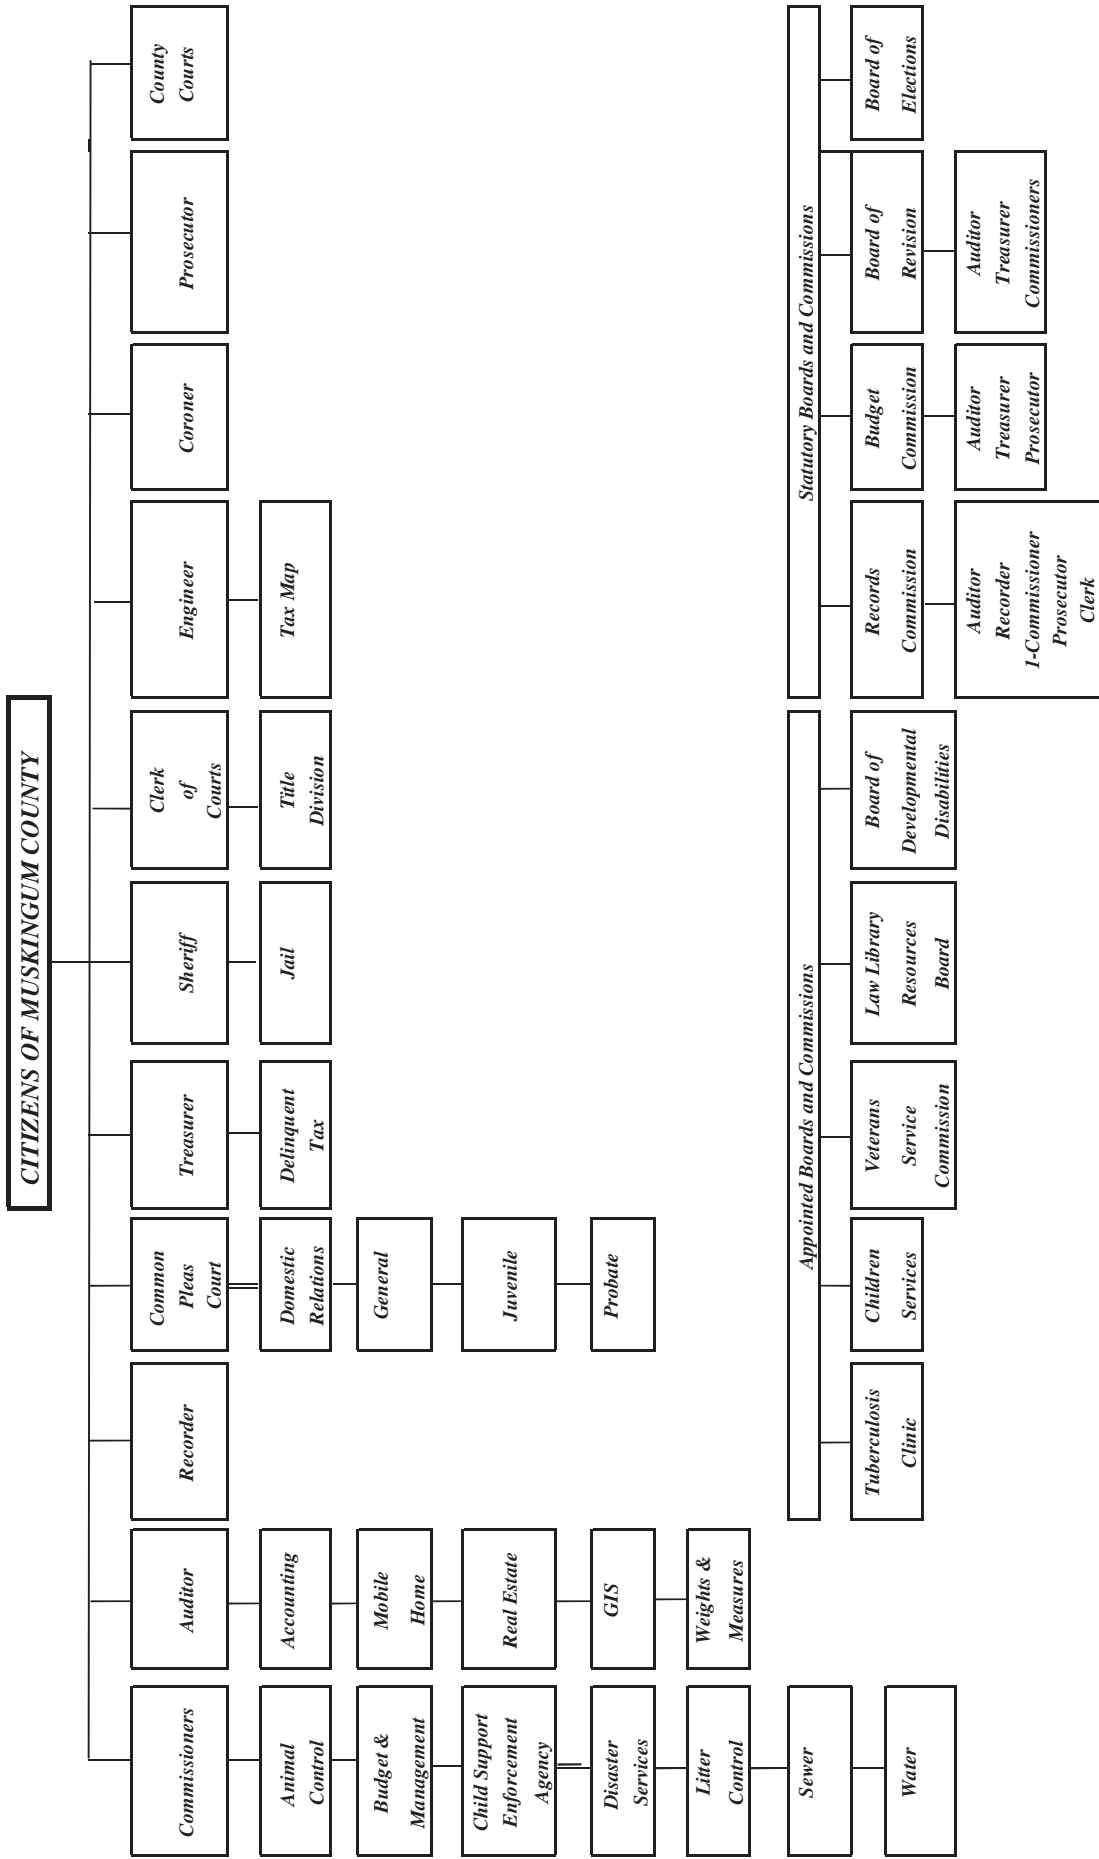 CITIZENS OF MUSKINGUM COUNTY
Commissioners
Auditor
Recorder
Common
Pleas
Court
Treasurer
Sheriff
Clerk
of
Courts
Engineer
Coroner
Prosecutor
County
Courts
Animal
Control
Accounting
Domestic
Relations
Delinquent
Tax
Jail
Title
Division
Tax Map
Budget &
Management
Mobile
Home
General
Child Support
Enforcement
Agency
Real Estate
Juvenile
Disaster
Services
GIS
Probate
Litter
Control
Weights &
Measures
Sewer
Water
Appointed Boards and Commissions
Tuberculosis
Clinic
Children
Services
Veterans
Service
Commission
Law Library
Resources
Board
Board of
Developmental
Disabilities
Statutory Boards and Commissions
Records
Commission
Budget
Commission
Board of
Revision
Board of
Elections
Auditor
Recorder
1-Commissioner
Prosecutor
Clerk
Auditor
Treasurer
Prosecutor
Auditor
Treasurer
Commissioners